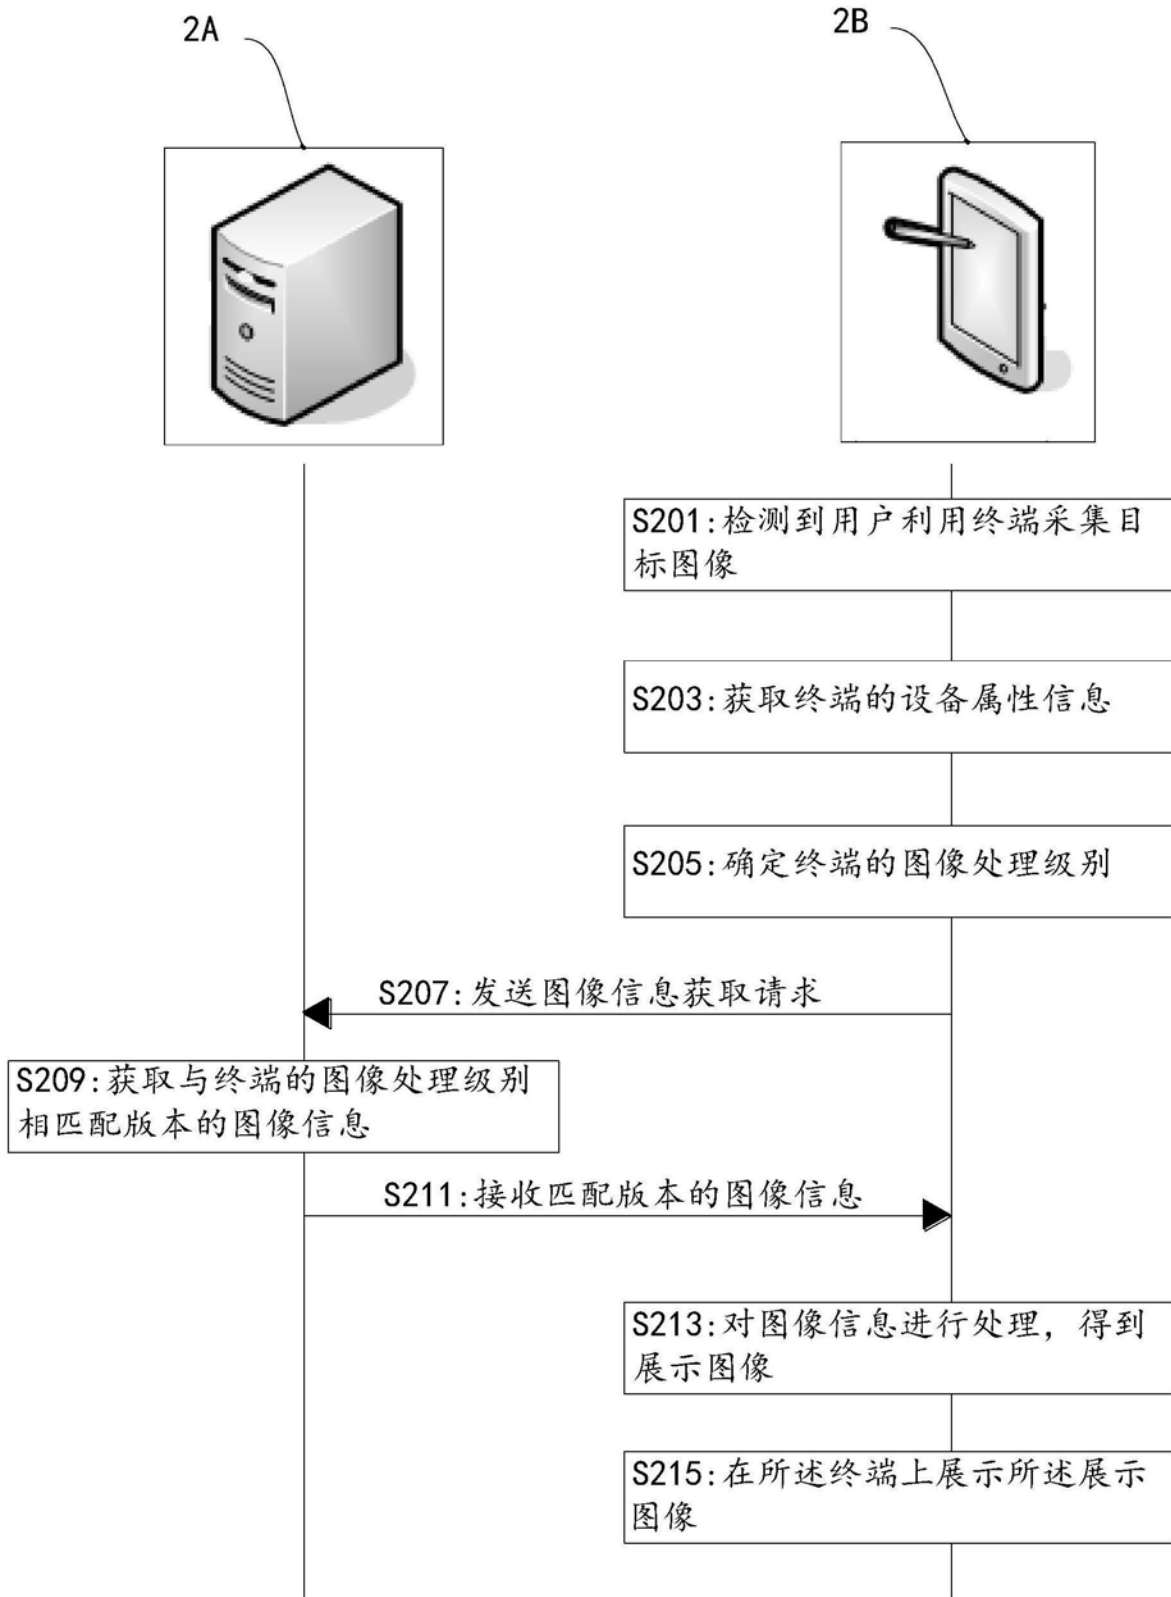 2A
2B
S201:检测到用户利用终端采集目
标图像
S203:获取终端的设备属性信息
S205:确定终端的图像处理级别
S207:发送图像信息获取请求
S209:获取与终端的图像处理级别
相匹配版本的图像信息
S211:接收匹配版本的图像信息
S213:对图像信息进行处理，得到
展示图像
S215:在所述终端上展示所述展示
图像